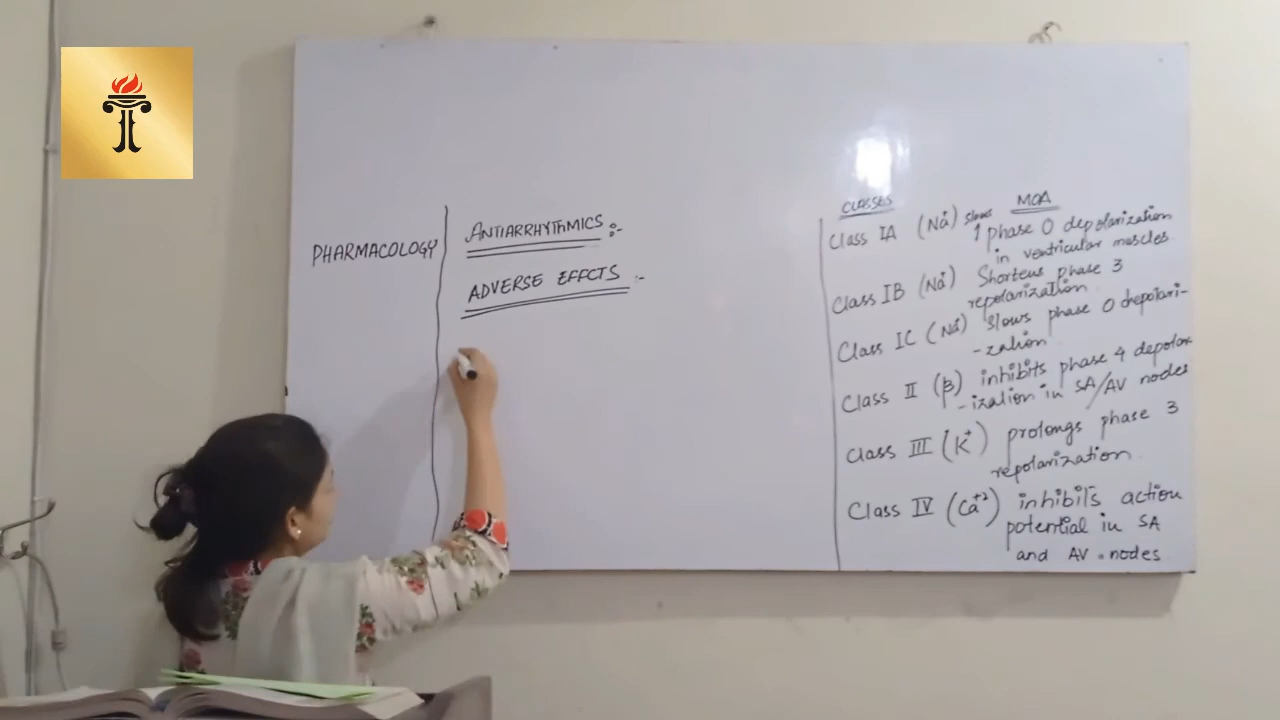 PHARMACOLOGY
ANTIARRHYTHMICS :-
ADVERSE EFFCTS :-
CLASSES MOA
Class IA (Na⁺) slows
↑ phase 0 depolarization
in ventricular muscles
Class IB (Na⁺) Shortens phase 3
repolarization
Class IC (Na⁺) slows phase 0 depolari-
-zation
Class II (β) inhibits phase 4 depolar
-ization in SA/AV nodes
Class III (K⁺) prolongs phase 3
repolarization
Class IV (Ca⁺²) inhibits action
potential in SA
and AV nodes